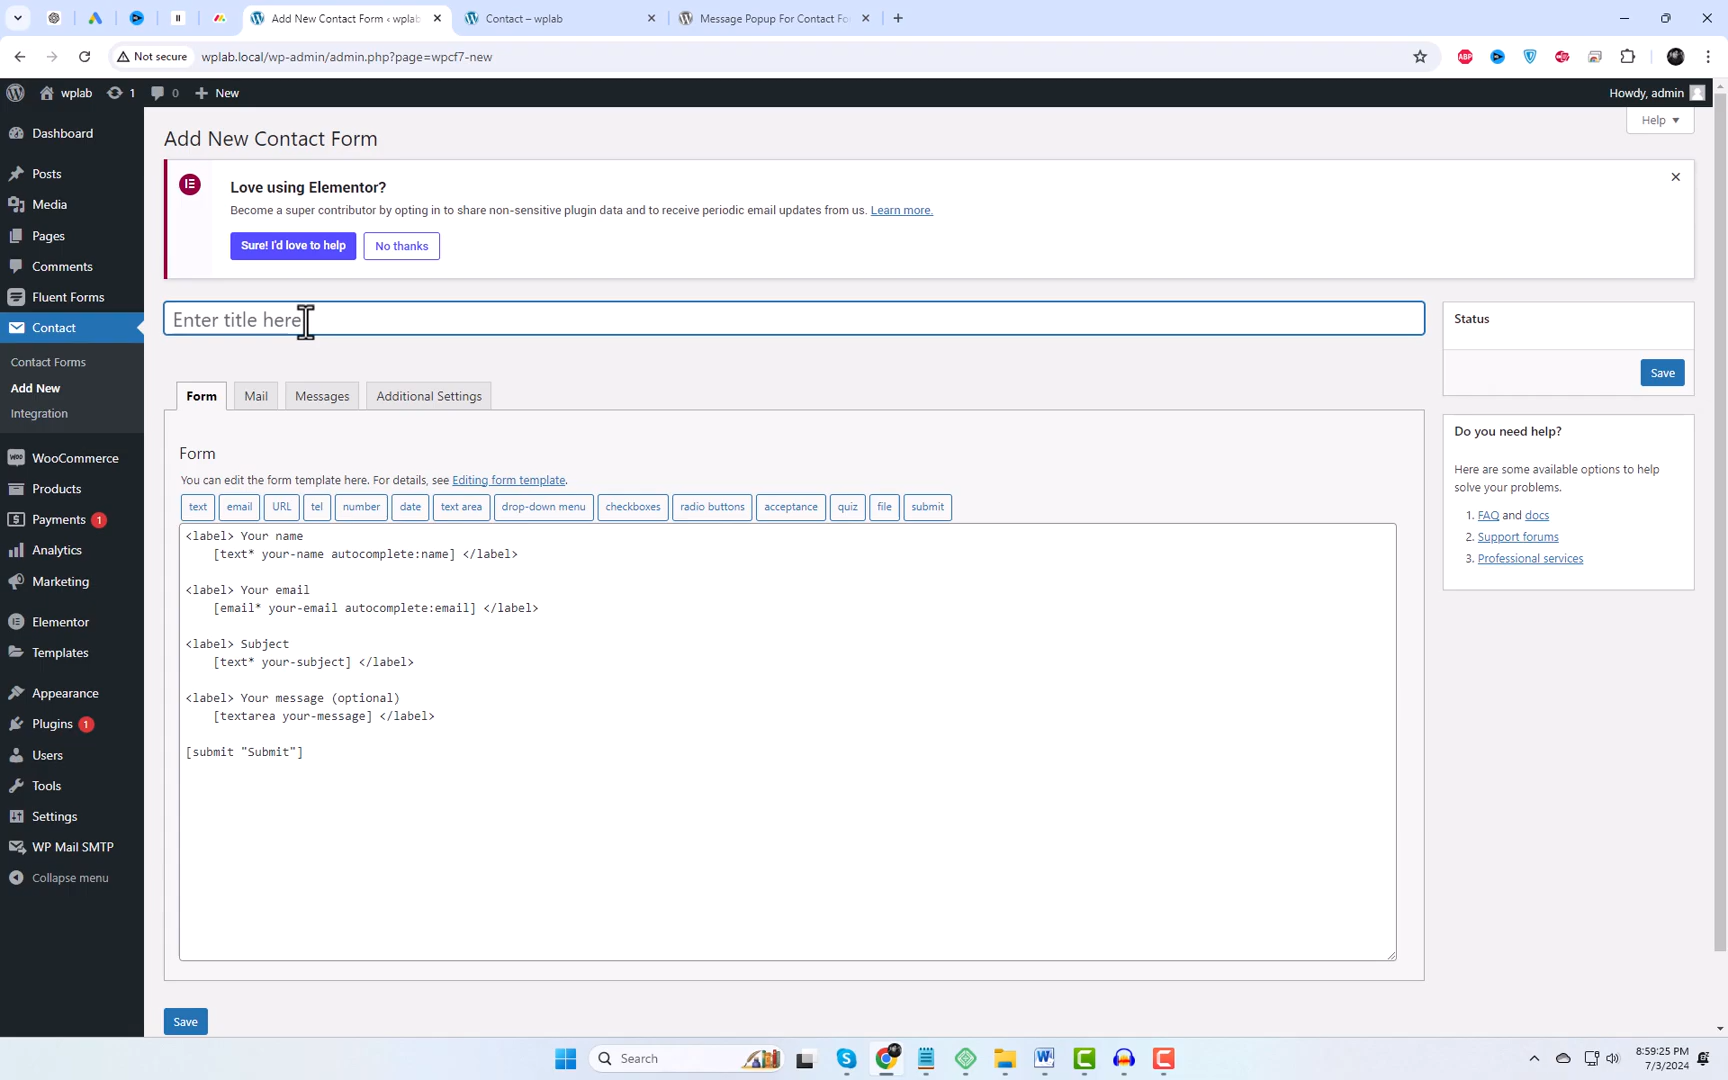 Add New Contact Form ‹ wplab
Contact – wplab
Message Popup For Contact Fo
Not secure
wplab.local/wp-admin/admin.php?page=wpcf7-new
ABP
wplab
1
0
New
Howdy, admin
Dashboard
Posts
Media
Pages
Comments
Fluent Forms
Contact
Contact Forms
Add New
Integration
WooCommerce
Products
Payments 1
Analytics
Marketing
Elementor
Templates
Appearance
Plugins 1
Users
Tools
Settings
WP Mail SMTP
Collapse menu
Help
Add New Contact Form
Love using Elementor?
Become a super contributor by opting in to share non-sensitive plugin data and to receive periodic email updates from us. Learn more.
Sure! I'd love to help
No thanks
Enter title here
Form
Mail
Messages
Additional Settings
Form
You can edit the form template here. For details, see Editing form template.
text
email
URL
tel
number
date
text area
drop-down menu
checkboxes
radio buttons
acceptance
quiz
file
submit
<label> Your name
[text* your-name autocomplete:name] </label>
<label> Your email
[email* your-email autocomplete:email] </label>
<label> Subject
[text* your-subject] </label>
<label> Your message (optional)
[textarea your-message] </label>
[submit "Submit"]
Save
Status
Save
Do you need help?
Here are some available options to help
solve your problems.
1. FAQ and docs
2. Support forums
3. Professional services
Search
8:59:25 PM
7/3/2024